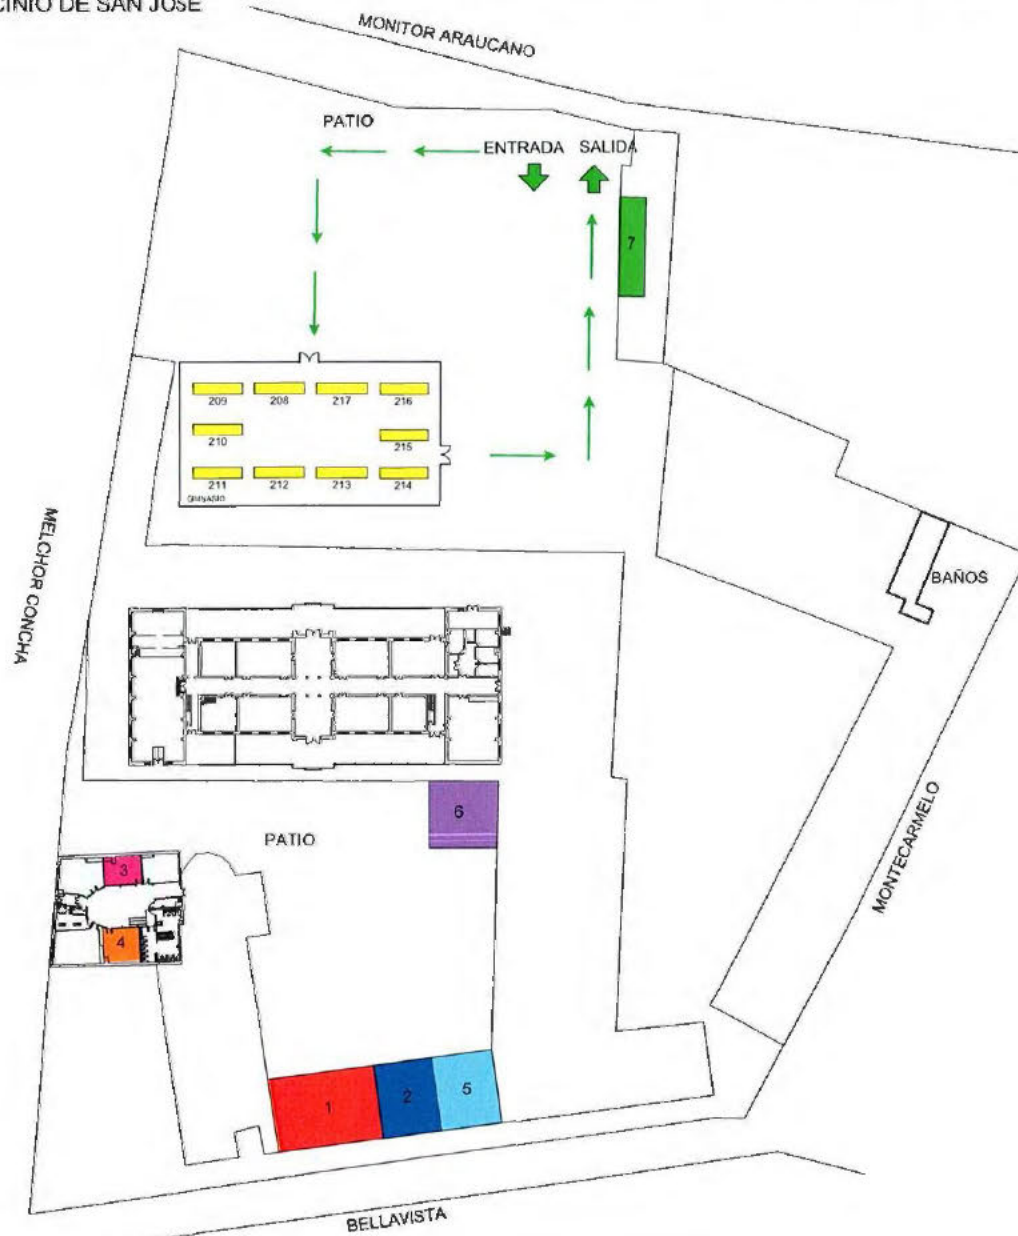 CINIO DE SAN JOSE
MONITOR ARAUCANO
PATIO
ENTRADA SALIDA
7
209 208 217 216
210 215
211 212 213 214
GIMNASIO
MELCHOR CONCHA
BAÑOS
6
PATIO
MONTECARMELO
3
4
1 2 5
BELLAVISTA